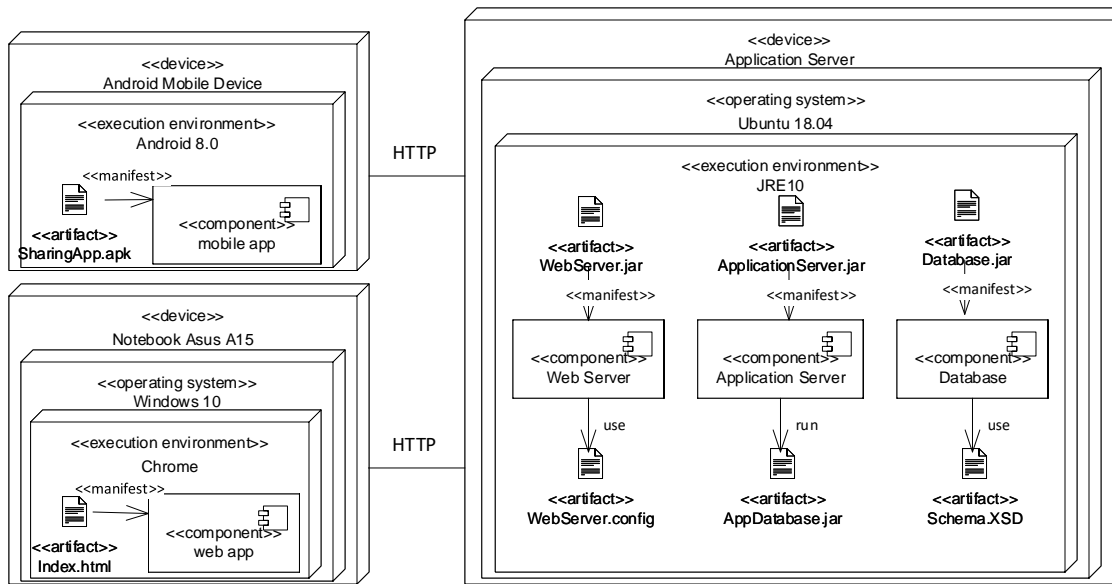 <<device>>
Android Mobile Device
<<execution environment>>
Android 8.0
<<manifest>>
<<component>>
mobile app
<<artifact>>
SharingApp.apk
<<device>>
Notebook Asus A15
<<operating system>>
Windows 10
<<execution environment>>
Chrome
<<manifest>>
<<component>>
web app
<<artifact>>
Index.html
HTTP
HTTP
<<device>>
Application Server
<<operating system>>
Ubuntu 18.04
<<execution environment>>
JRE10
<<artifact>>
WebServer.jar
<<manifest>>
<<component>>
Web Server
use
<<artifact>>
WebServer.config
<<artifact>>
ApplicationServer.jar
<<manifest>>
<<component>>
Application Server
run
<<artifact>>
AppDatabase.jar
<<artifact>>
Database.jar
<<manifest>>
<<component>>
Database
use
<<artifact>>
Schema.XSD